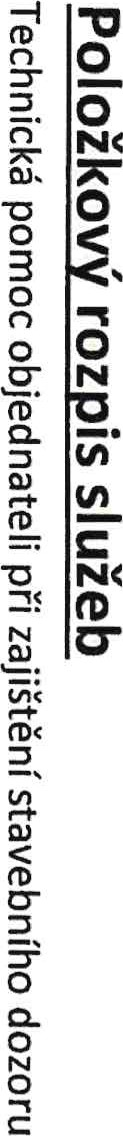 Položkový rozpis služeb
Technická pomoc objednateli při zajištění stavebního dozoru